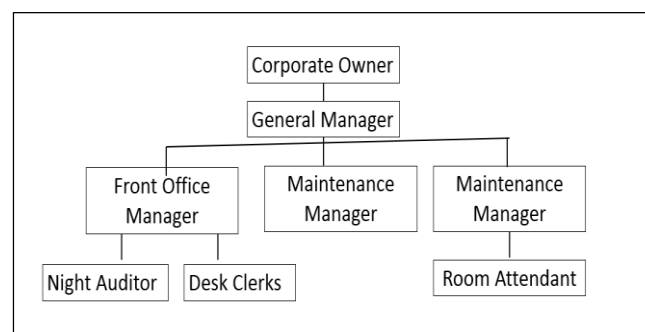 Corporate Owner
General Manager
Front Office
Manager
Maintenance
Manager
Maintenance
Manager
Night Auditor
Desk Clerks
Room Attendant